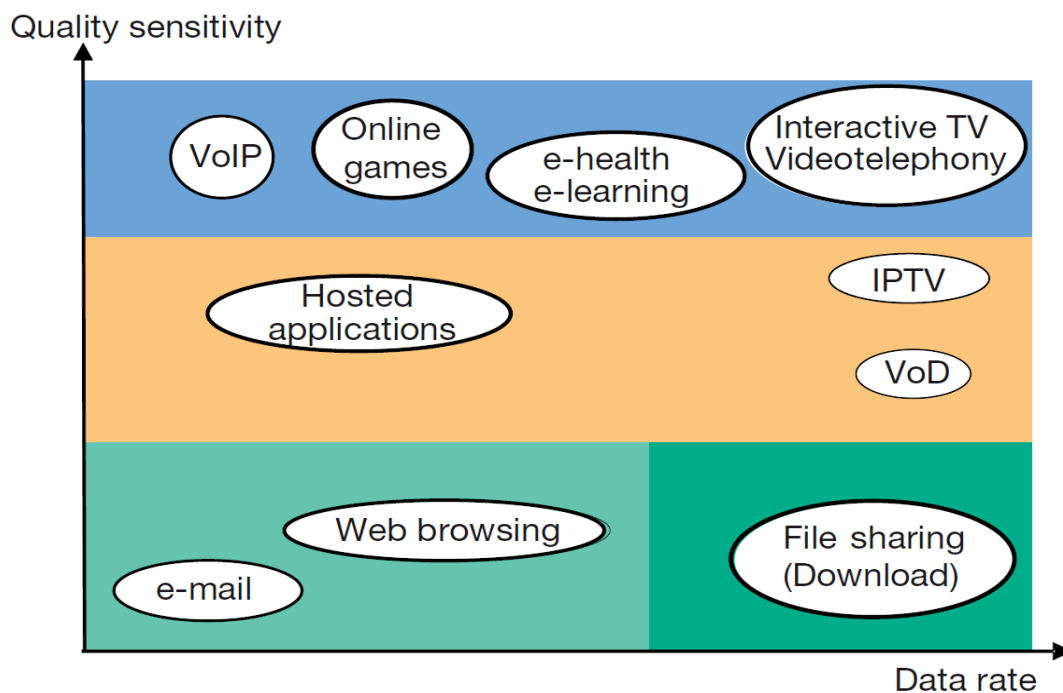 Quality sensitivity
VoIP
Online
games
e-health
e-learning
Interactive TV
Videotelephony
Hosted
applications
IPTV
VoD
Web browsing
e-mail
File sharing
(Download)
Data rate